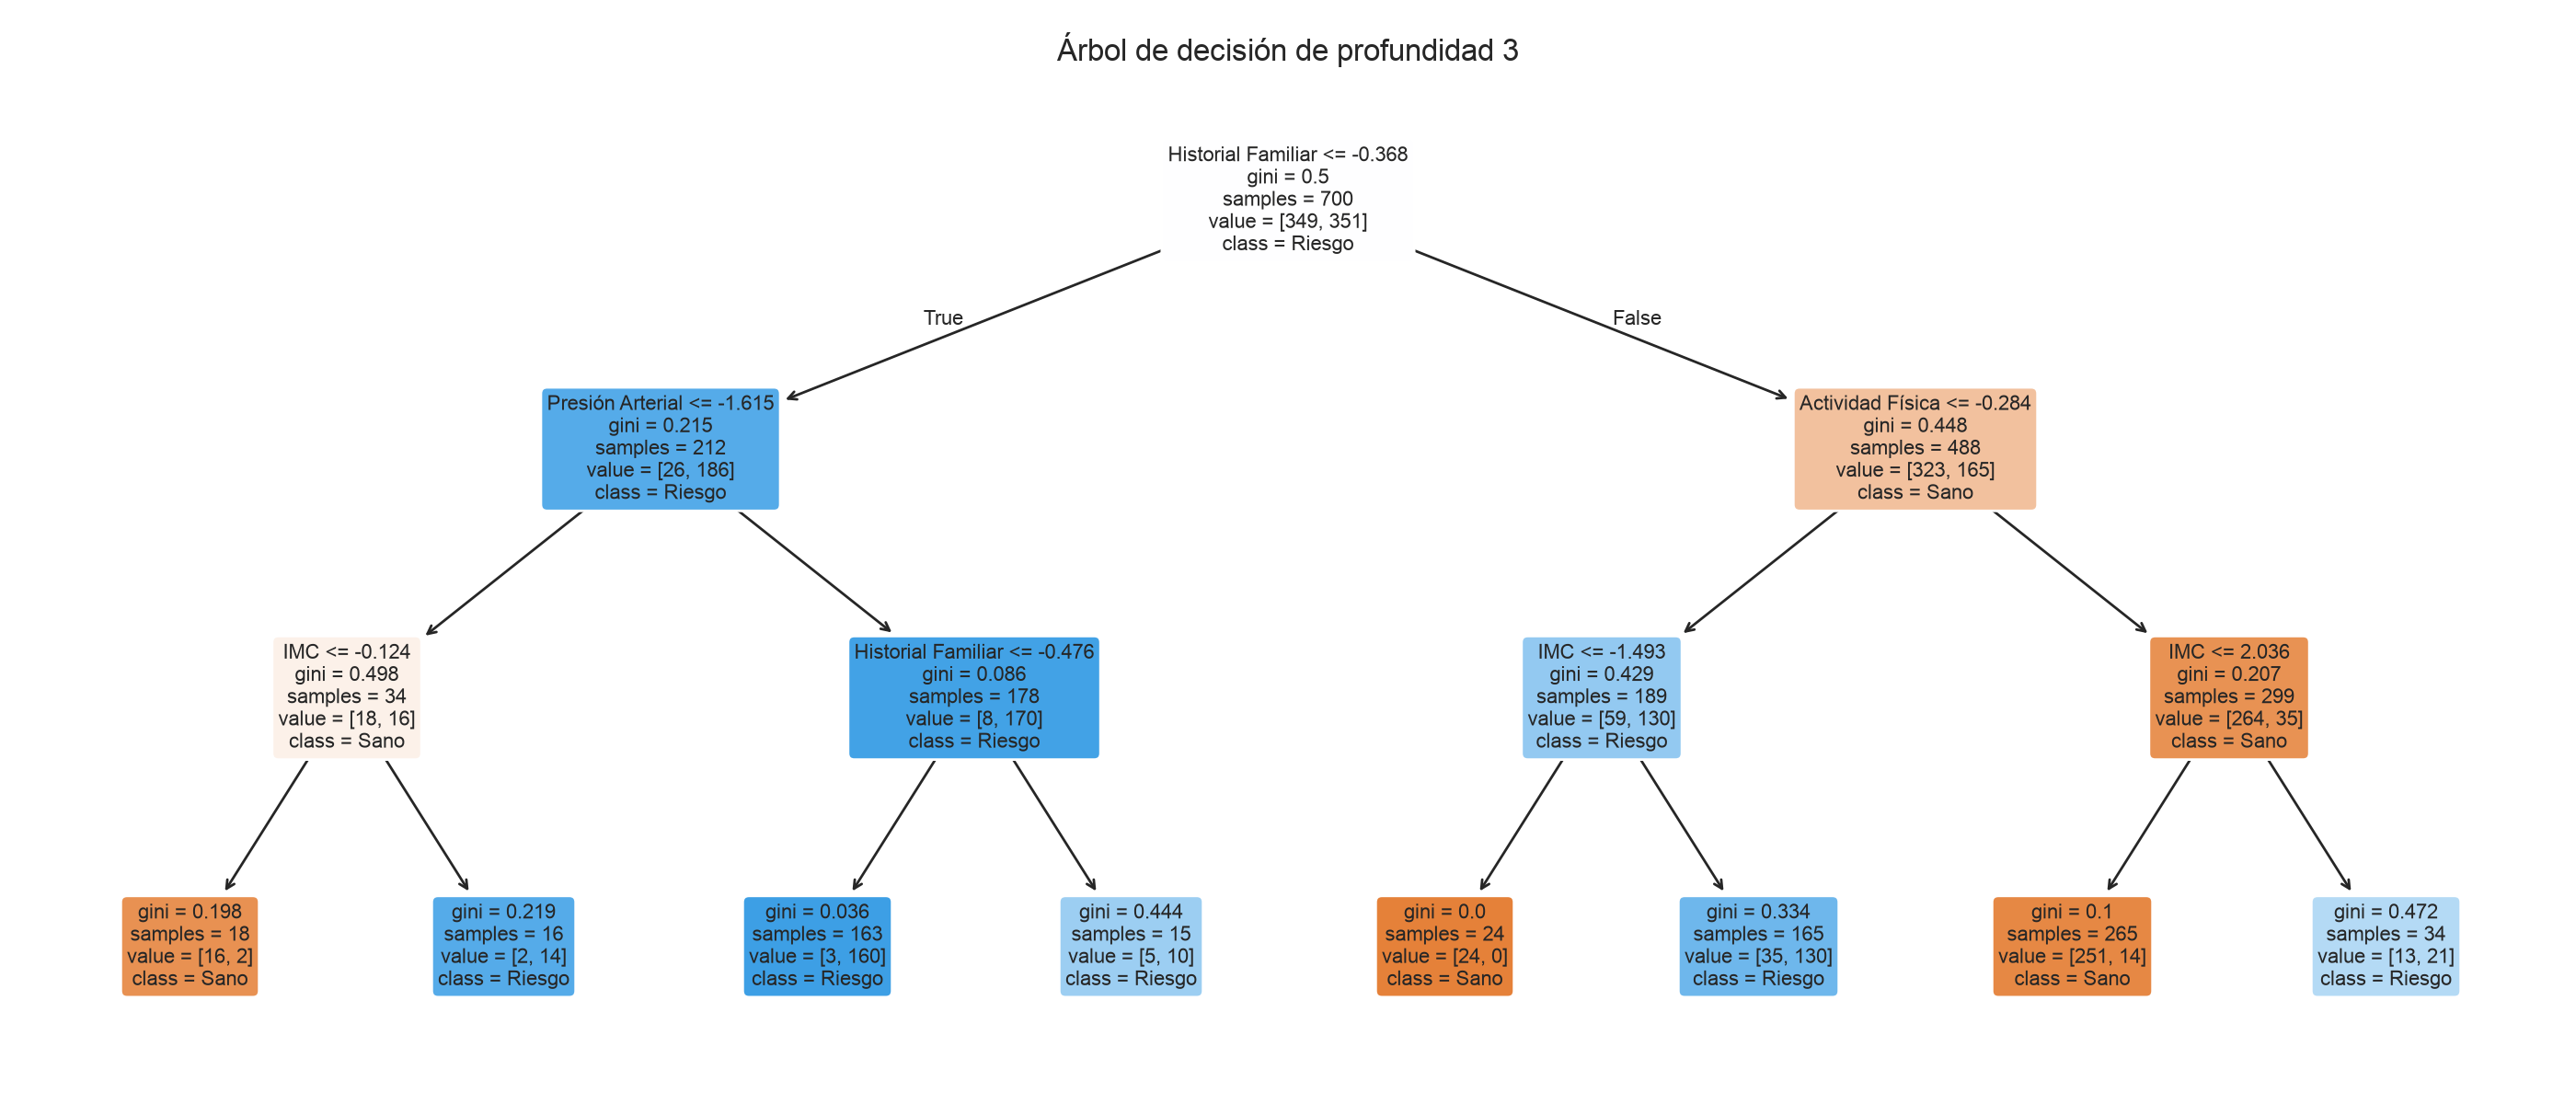 Árbol de decisión de profundidad 3
Historial Familiar <= -0.368
gini = 0.5
samples = 700
value = [349, 351]
class = Riesgo
True
False
Presión Arterial <= -1.615
gini = 0.215
samples = 212
value = [26, 186]
class = Riesgo
Actividad Física <= -0.284
gini = 0.448
samples = 488
value = [323, 165]
class = Sano
IMC <= -0.124
gini = 0.498
samples = 34
value = [18, 16]
class = Sano
Historial Familiar <= -0.476
gini = 0.086
samples = 178
value = [8, 170]
class = Riesgo
IMC <= -1.493
gini = 0.429
samples = 189
value = [59, 130]
class = Riesgo
IMC <= 2.036
gini = 0.207
samples = 299
value = [264, 35]
class = Sano
gini = 0.198
samples = 18
value = [16, 2]
class = Sano
gini = 0.219
samples = 16
value = [2, 14]
class = Riesgo
gini = 0.036
samples = 163
value = [3, 160]
class = Riesgo
gini = 0.444
samples = 15
value = [5, 10]
class = Riesgo
gini = 0.0
samples = 24
value = [24, 0]
class = Sano
gini = 0.334
samples = 165
value = [35, 130]
class = Riesgo
gini = 0.1
samples = 265
value = [251, 14]
class = Sano
gini = 0.472
samples = 34
value = [13, 21]
class = Riesgo